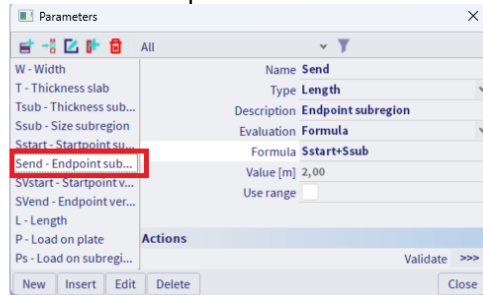 Parameters
All
W - Width
T - Thickness slab
Tsub - Thickness sub...
Ssub - Size subregion
Sstart - Startpoint su...
Send - Endpoint sub...
SVstart - Startpoint v...
SVend - Endpoint ver...
L - Length
P - Load on plate
Ps - Load on subregi...
Name Send
Type Length
Description Endpoint subregion
Evaluation Formula
Formula Sstart+Ssub
Value [m] 2,00
Use range
Actions
Validate >>>
New Insert Edit Delete Close